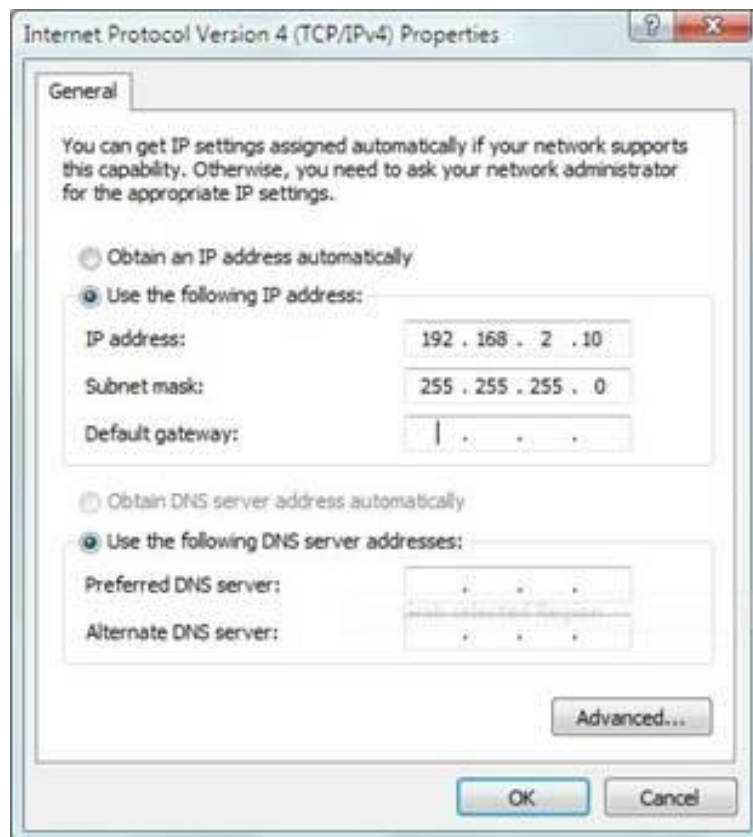 Internet Protocol Version 4 (TCP/IPv4) Properties
?
X
General
You can get IP settings assigned automatically if your network supports
this capability. Otherwise, you need to ask your network administrator
for the appropriate IP settings.
Obtain an IP address automatically
Use the following IP address:
IP address: 192 . 168 . 2 . 10
Subnet mask: 255 . 255 . 255 . 0
Default gateway: . . .
Obtain DNS server address automatically
Use the following DNS server addresses:
Preferred DNS server: . . .
Alternate DNS server: . . .
Advanced...
OK Cancel